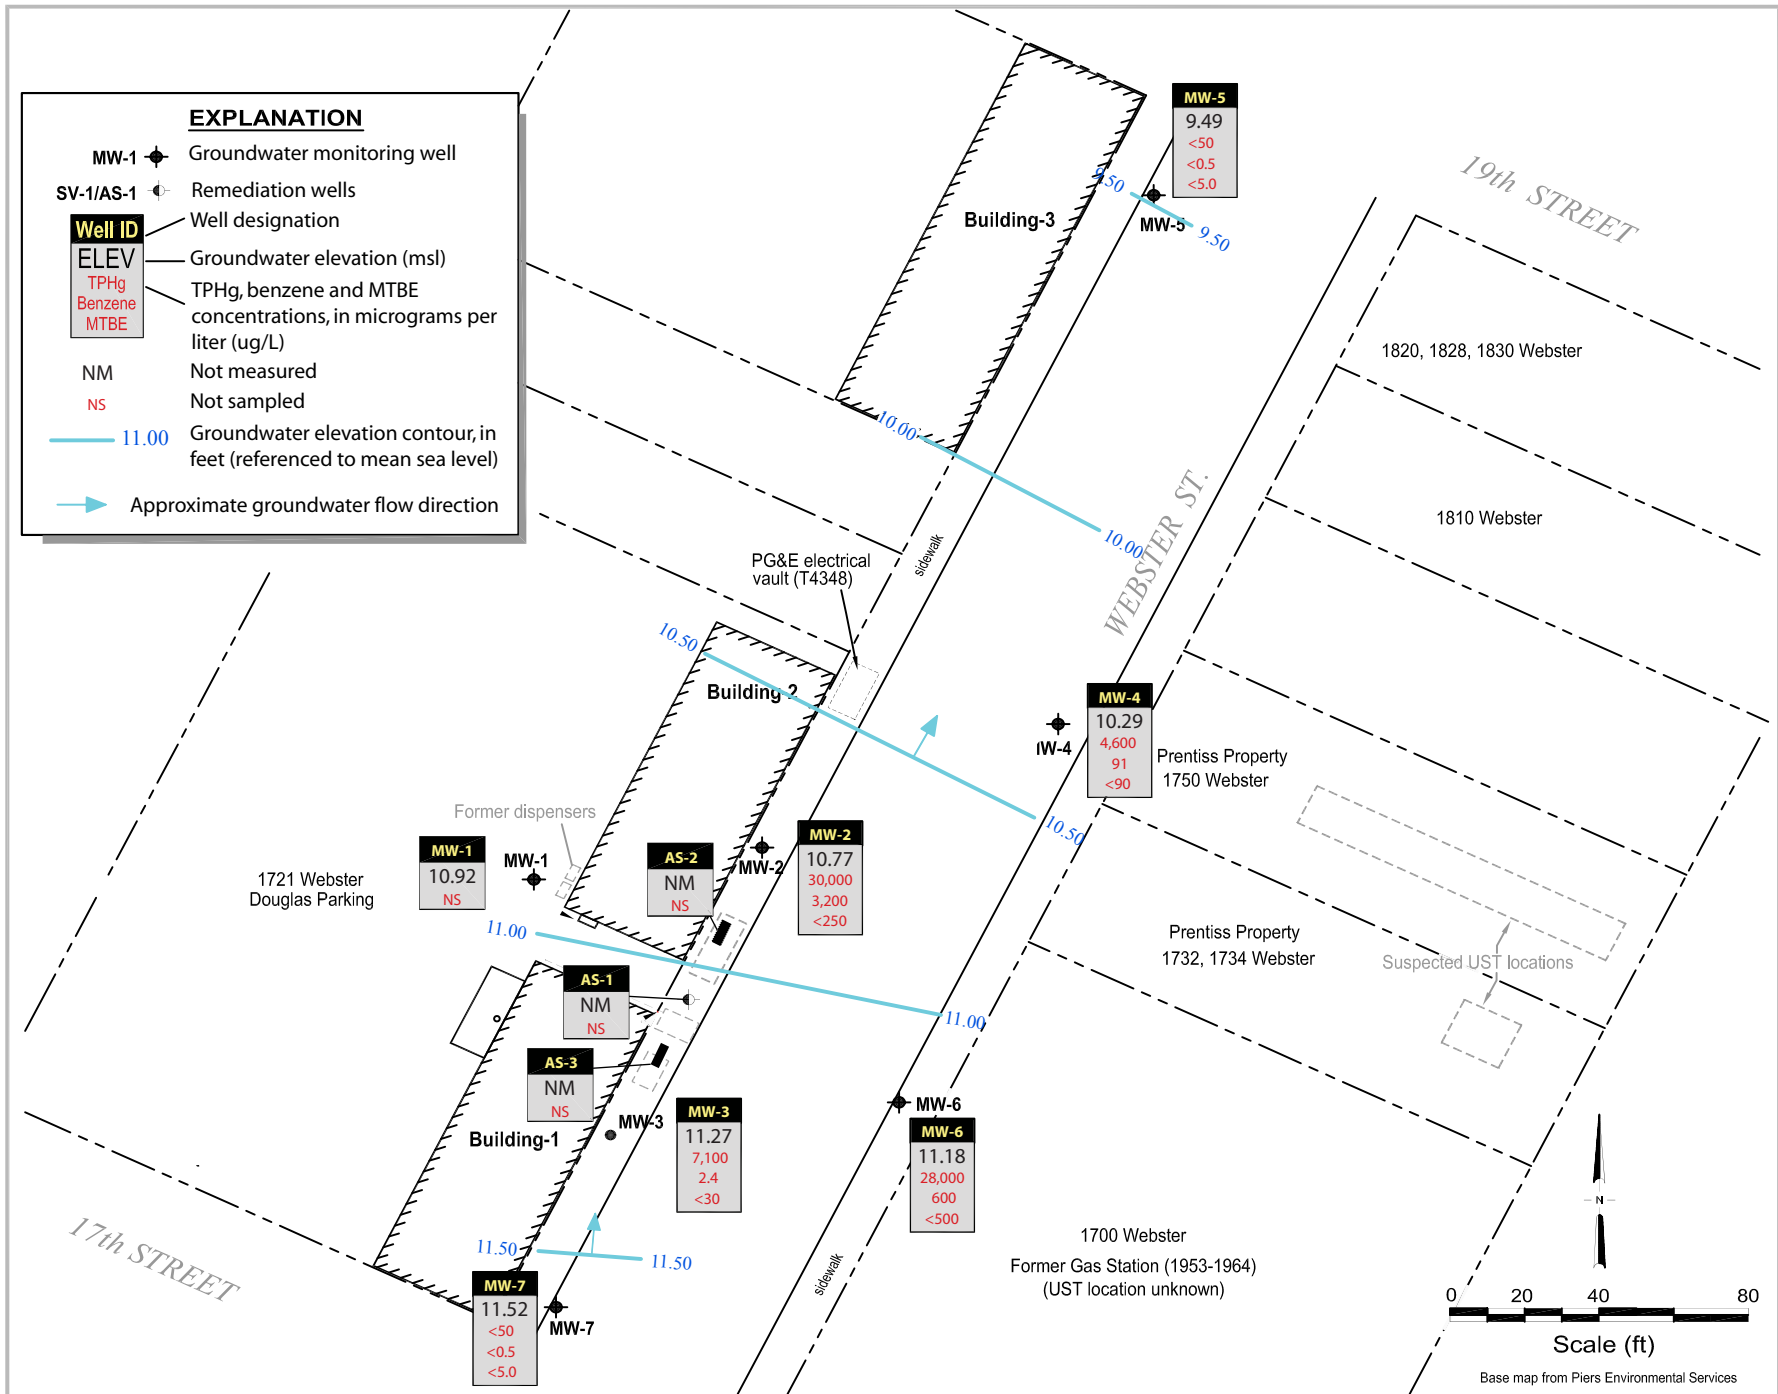 EXPLANATION
MW-1 Groundwater monitoring well
SV-1/AS-1 Remediation wells
Well designation
Well ID
ELEV Groundwater elevation (msl)
TPHg
Benzene
MTBE
TPHg, benzene and MTBE
concentrations, in micrograms per
liter (ug/L)
NM Not measured
NS Not sampled
11.00 Groundwater elevation contour, in
feet (referenced to mean sea level)
Approximate groundwater flow direction
MW-5
9.49
<50
<0.5
<5.0
9.50
MW-5
9.50
Building-3
19th STREET
1820, 1828, 1830 Webster
10.00
10.00
WEBSTER ST.
1810 Webster
sidewalk
PG&E electrical
vault (T4348)
10.50
Building-2
10.50
IW-4
MW-4
10.29
4,600
91
<90
Prentiss Property
1750 Webster
Former dispensers
MW-1
10.92
NS
MW-1
1721 Webster
Douglas Parking
AS-2
NM
NS
MW-2
MW-2
10.77
30,000
3,200
<250
11.00
11.00
Prentiss Property
1732, 1734 Webster
Suspected UST locations
AS-1
NM
NS
AS-3
NM
NS
MW-3
MW-3
11.27
7,100
2.4
<30
Building-1
MW-6
MW-6
11.18
28,000
600
<500
17th STREET
11.50
11.50
MW-7
11.52
<50
<0.5
<5.0
MW-7
sidewalk
1700 Webster
Former Gas Station (1953-1964)
(UST location unknown)
N
0 20 40 80
Scale (ft)
Base map from Piers Environmental Services